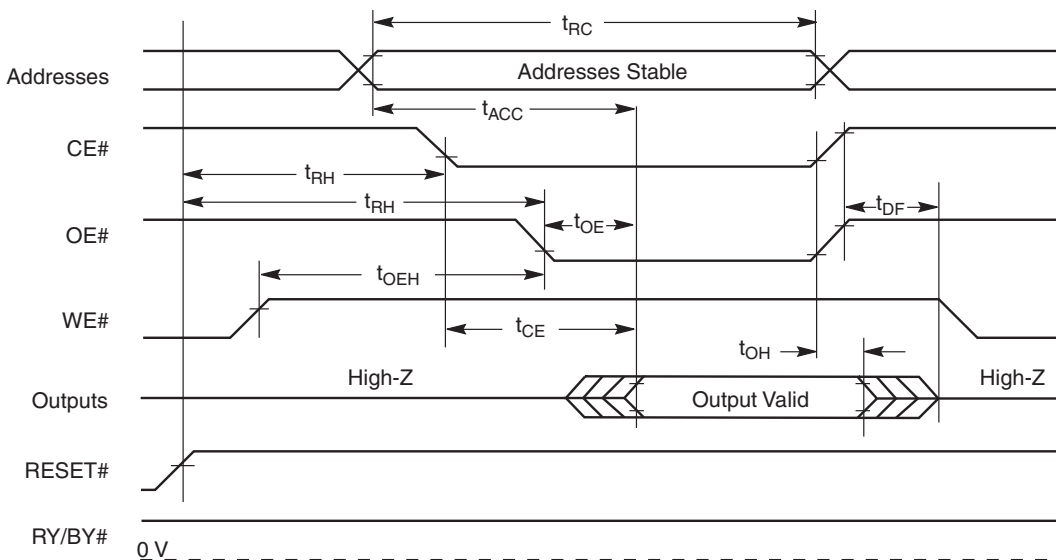 tRC
Addresses
Addresses Stable
tACC
CE#
tRH
tRH
tDF
OE#
tOE
tOEH
WE#
tCE
tOH
High-Z
High-Z
Outputs
Output Valid
RESET#
RY/BY#
0 V